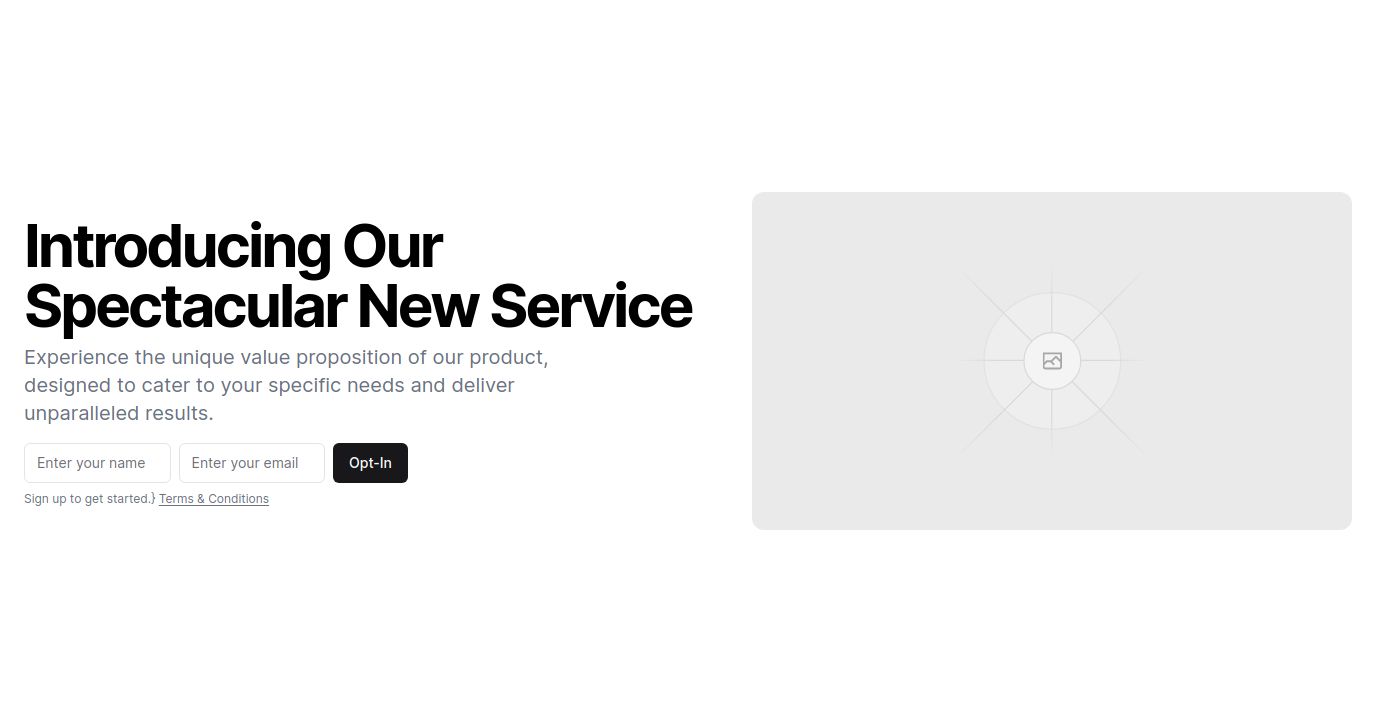 Introducing Our
Spectacular New Service
Experience the unique value proposition of our product,
designed to cater to your specific needs and deliver
unparalleled results.
Enter your name Enter your email Opt-In
Sign up to get started.} Terms & Conditions